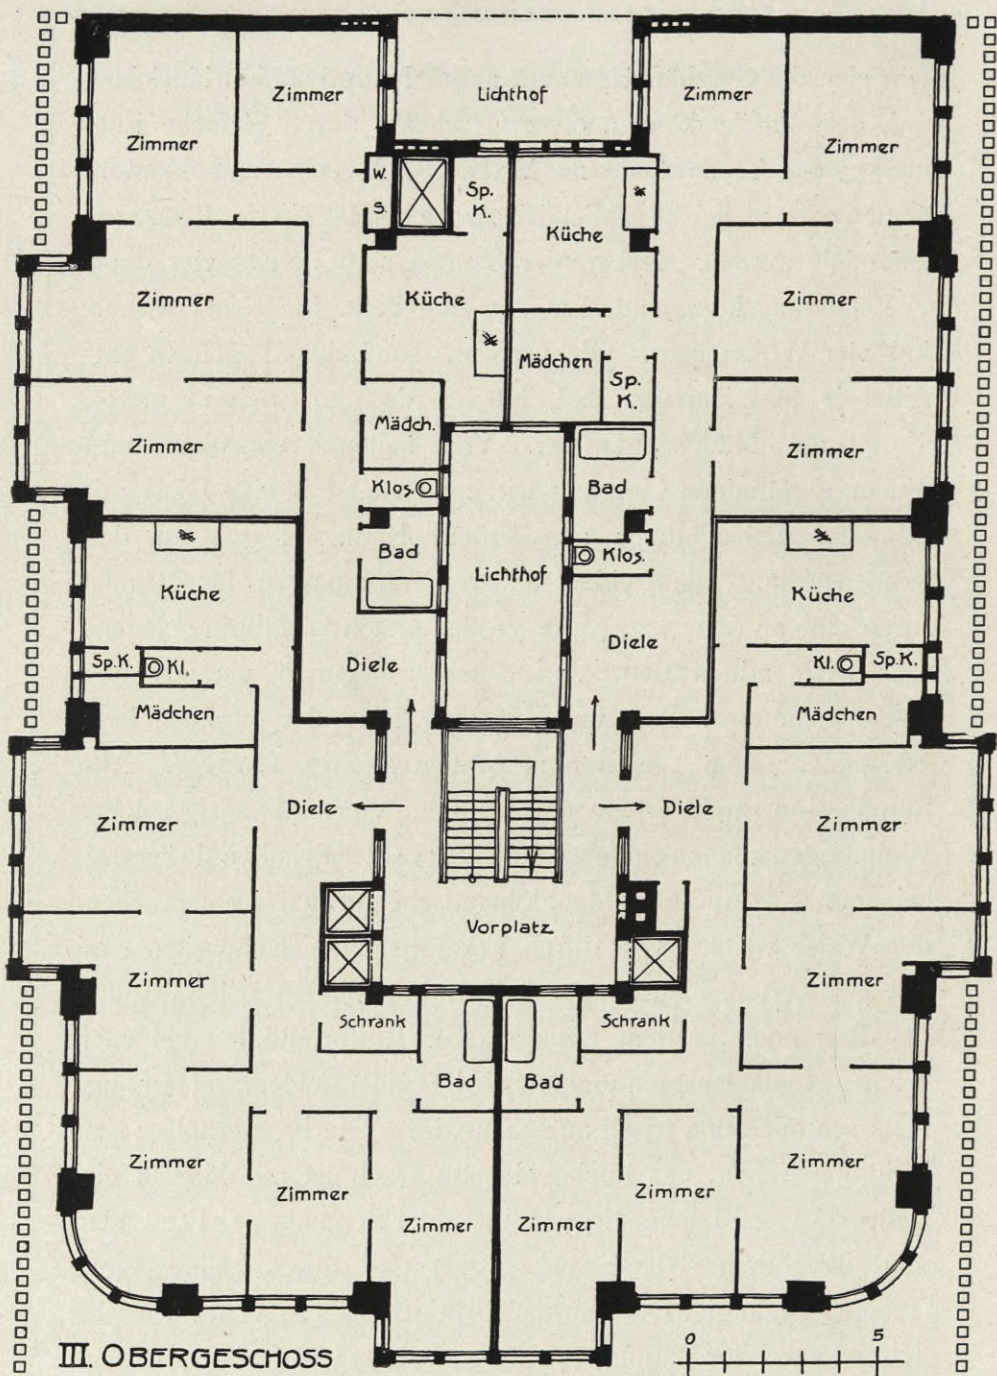 Zimmer
Zimmer
Lichthof
Zimmer
Zimmer
W.
S.
Sp.
K.
Küche
Zimmer
Küche
Zimmer
Mädchen
Sp.
K.
Zimmer
Mädch.
Zimmer
Klos.
Bad
Bad
Klos.
Lichthof
Küche
Küche
Diele
Diele
Sp.K.
Kl.
Kl.
Sp.K.
Mädchen
Mädchen
Zimmer
Diele
Diele
Zimmer
Vorplatz
Zimmer
Zimmer
Schrank
Schrank
Bad
Bad
Zimmer
Zimmer
Zimmer
Zimmer
Zimmer
Zimmer
III. OBERGESCHOSS
0 5